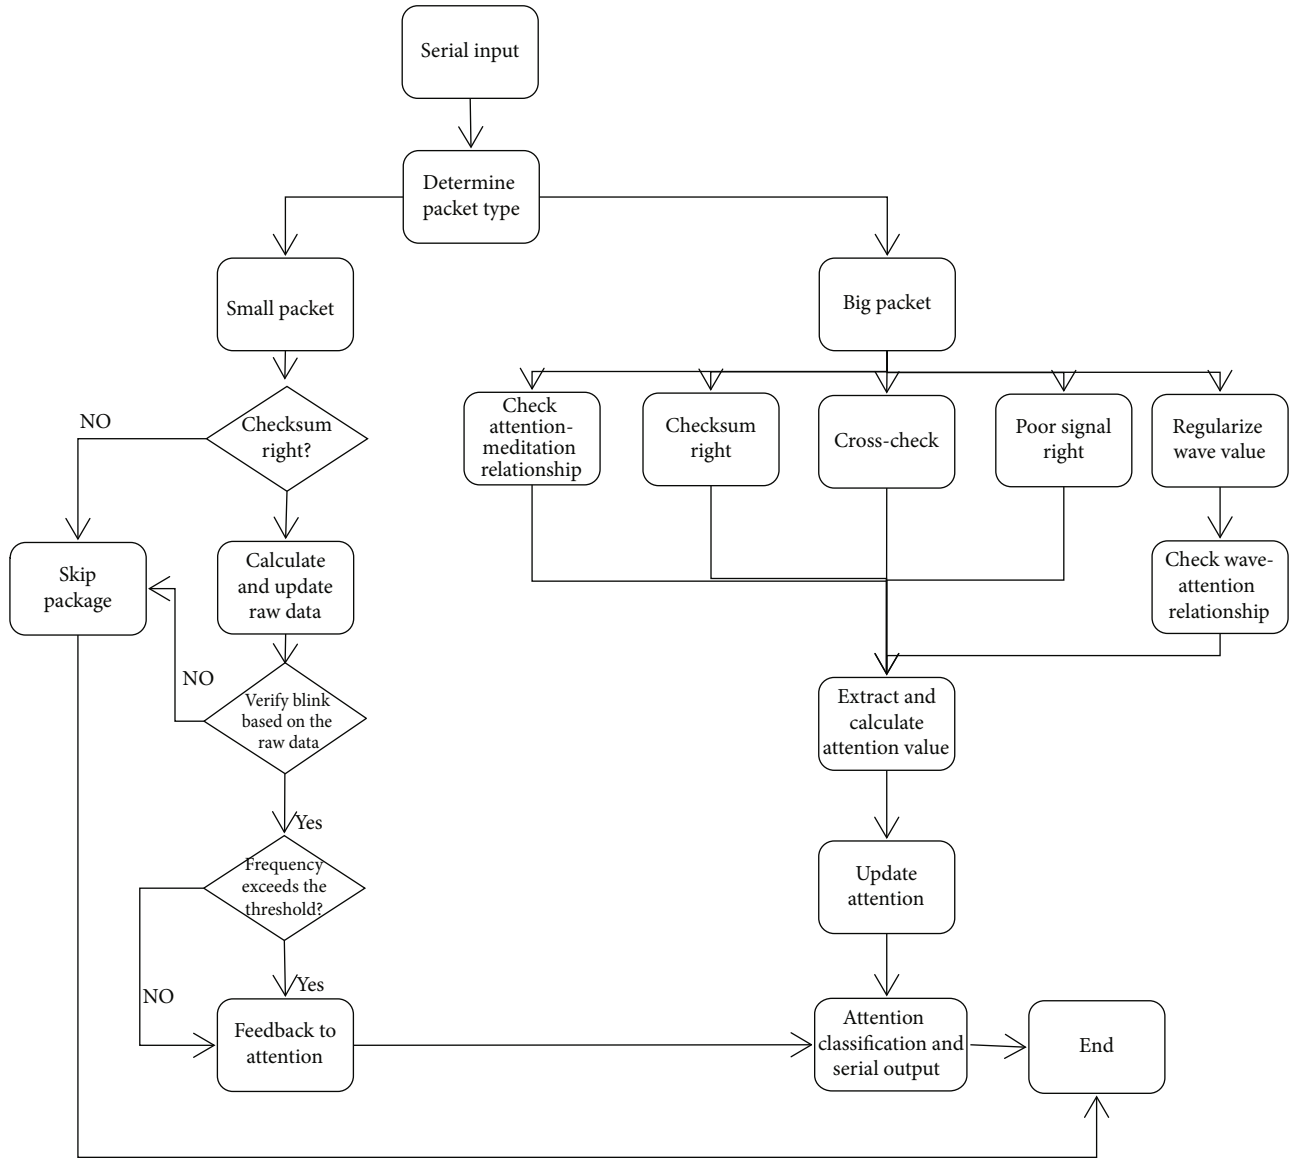 Serial input
Determine
packet type
Small packet
Big packet
NO
Checksum
right?
Check
attention-
meditation
relationship
Checksum
right
Cross-check
Poor signal
right
Regularize
wave value
Skip
package
Calculate
and update
raw data
Check wave-
attention
relationship
NO
Verify blink
based on the
raw data
Extract and
calculate
attention value
Yes
Frequency
exceeds the
threshold?
Update
attention
NO
Yes
Feedback to
attention
Attention
classification and
serial output
End